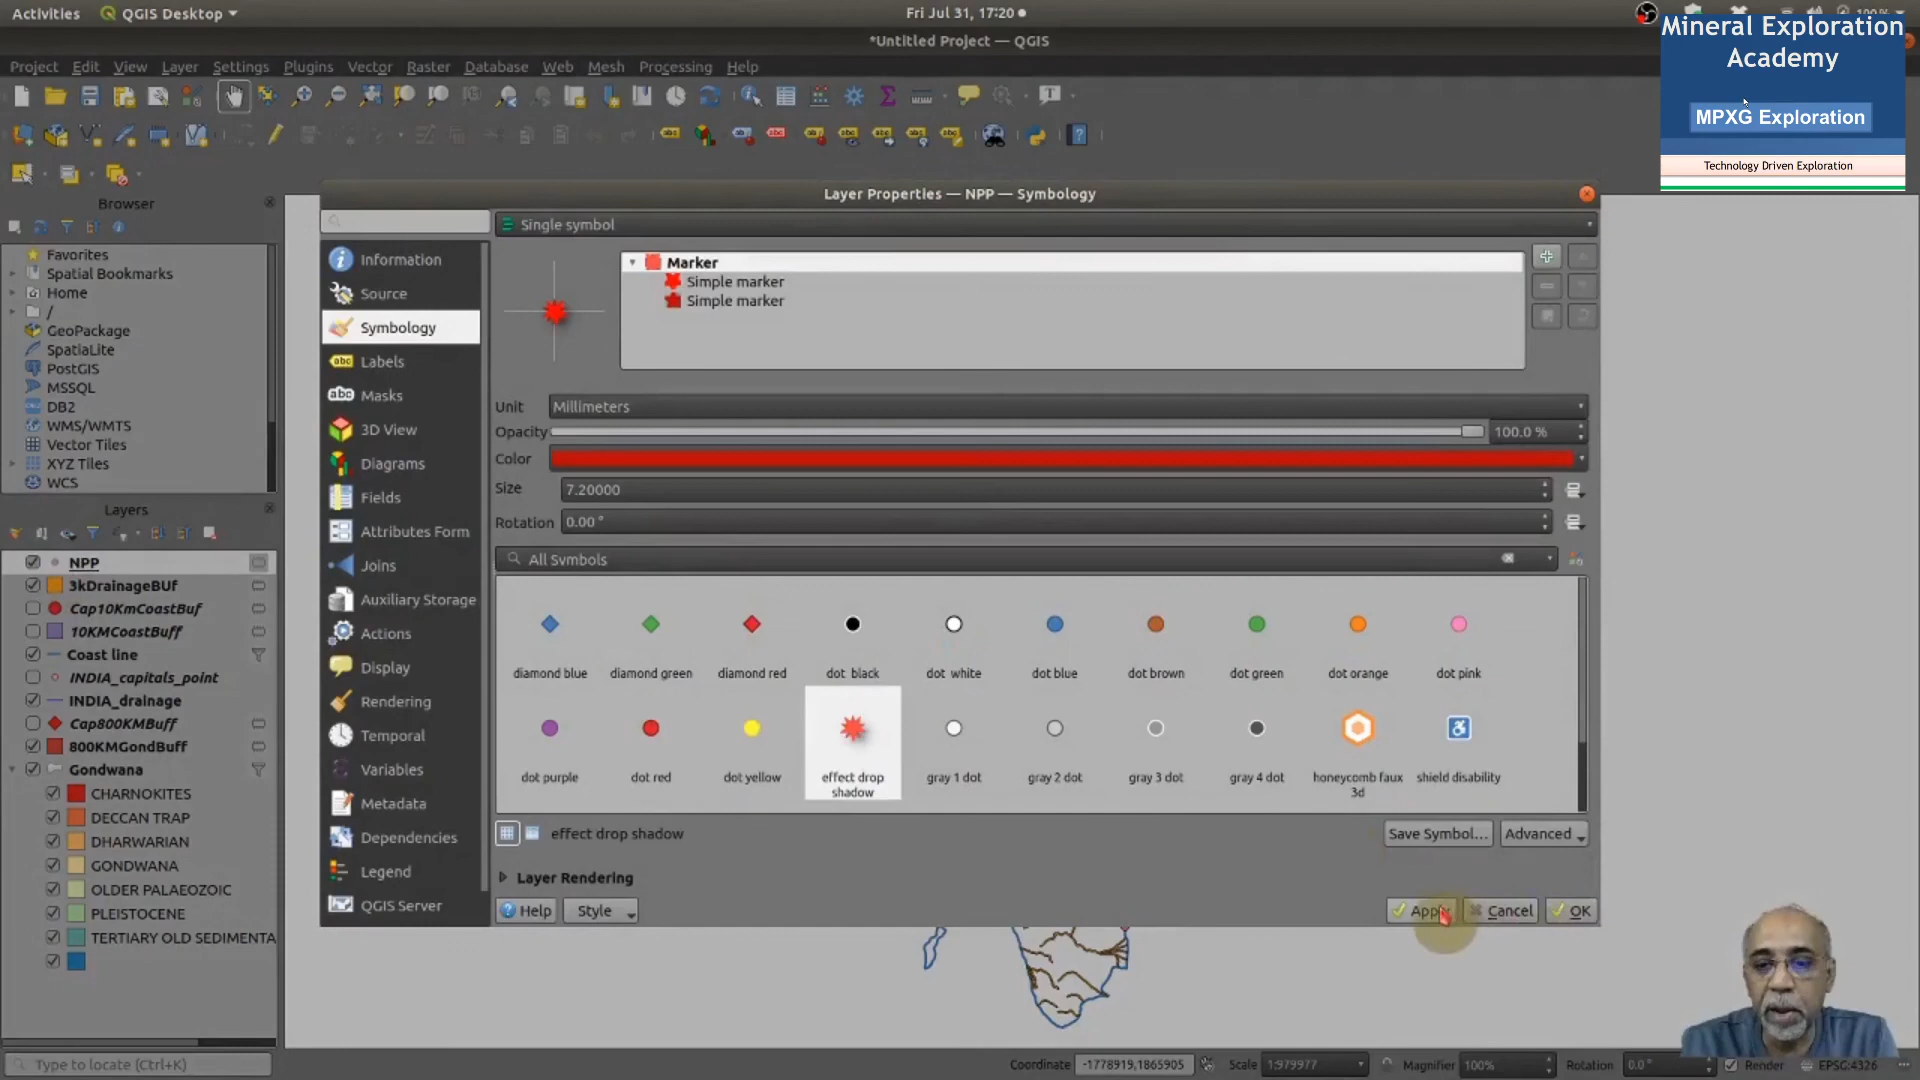 Activities QGIS Desktop Fri Jul 31, 17:20
*Untitled Project — QGIS
Mineral Exploration
Academy
MPXG Exploration
Technology Driven Exploration
Project Edit View Layer Settings Plugins Vector Raster Database Web Mesh Processing Help
Browser
Favorites
Spatial Bookmarks
Home
/
GeoPackage
SpatiaLite
PostGIS
MSSQL
DB2
WMS/WMTS
Vector Tiles
XYZ Tiles
WCS
Layers
NPP
3kDrainageBUf
Cap10KmCoastBuf
10KMCoastBuff
Coast line
INDIA_capitals_point
INDIA_drainage
Cap800KMBuff
800KMGondBuff
Gondwana
CHARNOKITES
DECCAN TRAP
DHARWARIAN
GONDWANA
OLDER PALAEOZOIC
PLEISTOCENE
TERTIARY OLD SEDIMENTA
Layer Properties — NPP — Symbology
Information
Source
Symbology
Labels
Masks
3D View
Diagrams
Fields
Attributes Form
Joins
Auxiliary Storage
Actions
Display
Rendering
Temporal
Variables
Metadata
Dependencies
Legend
QGIS Server
Single symbol
Marker
Simple marker
Simple marker
Unit Millimeters
Opacity 100.0 %
Color
Size 7.20000
Rotation 0.00 °
All Symbols
diamond blue diamond green diamond red dot black dot white dot blue dot brown dot green dot orange dot pink
dot purple dot red dot yellow effect drop shadow gray 1 dot gray 2 dot gray 3 dot gray 4 dot honeycomb faux 3d shield disability
effect drop shadow Save Symbol... Advanced
Layer Rendering
Help Style Apply Cancel OK
Type to locate (Ctrl+K) Coordinate -1778919,1865905 Scale 1:979977 Magnifier 100% Rotation 0.0 ° Render EPSG:4326